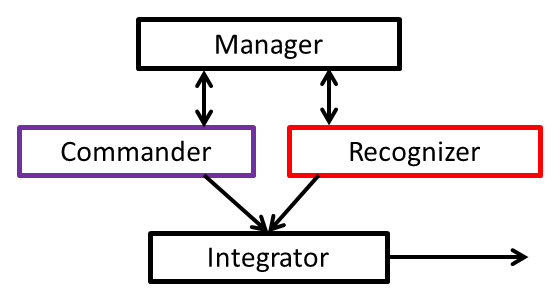 Manager
Commander
Recognizer
Integrator